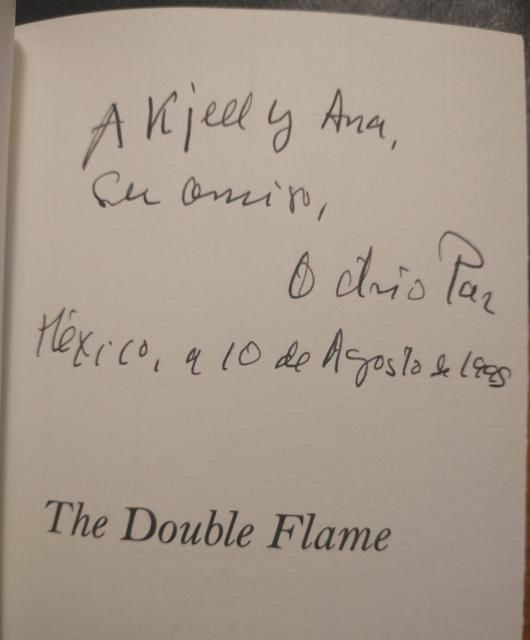 A Kjell y Ana,
Su amigo,
Octavio Paz
México, a 10 de Agosto de 1995
The Double Flame